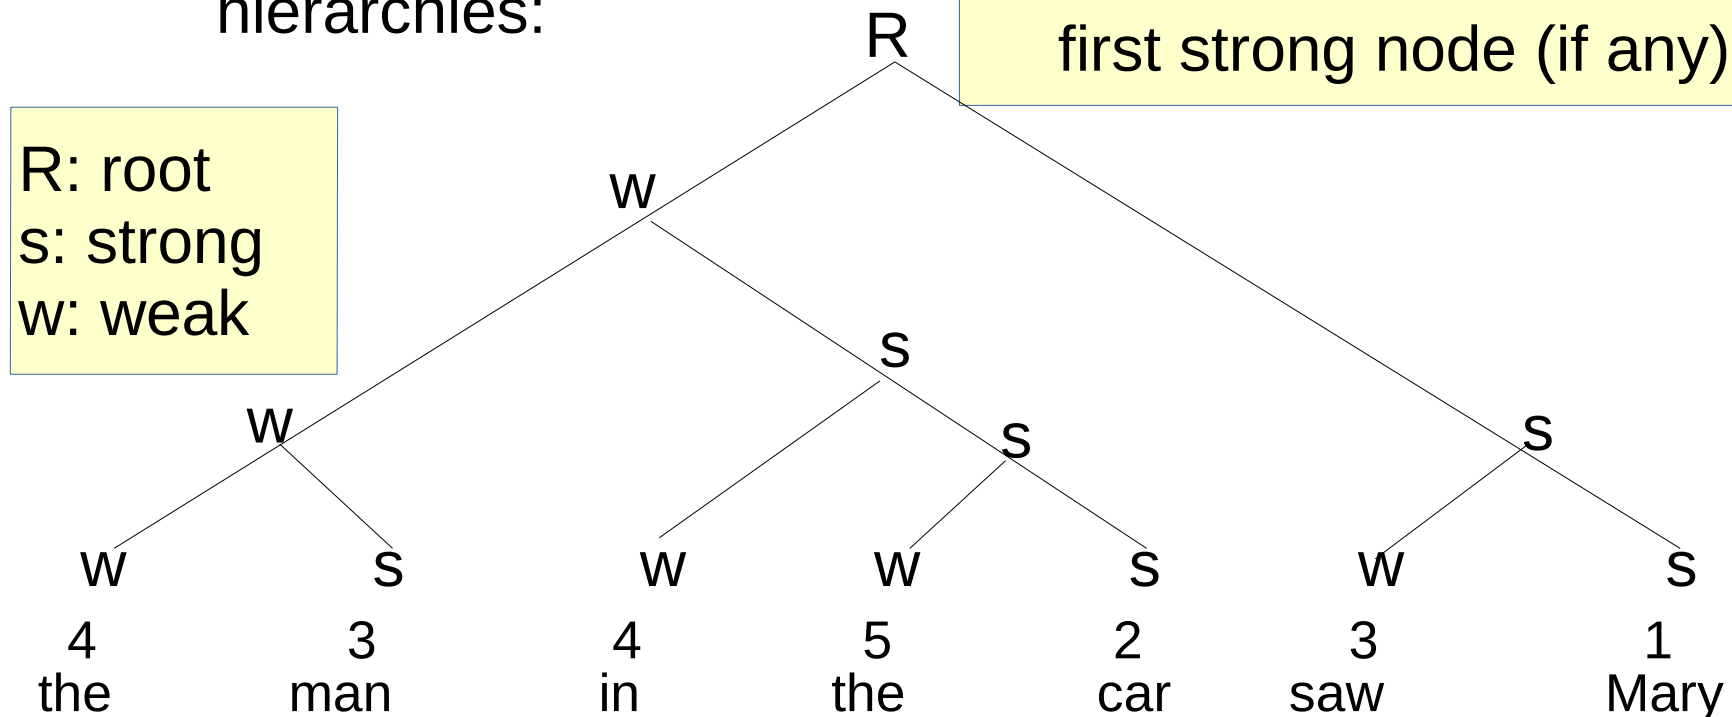 hierarchies:
first strong node (if any)
R
R: root
s: strong
w: weak
w
s
w
s
s
w s w w s w s
4 3 4 5 2 3 1
the man in the car saw Mary